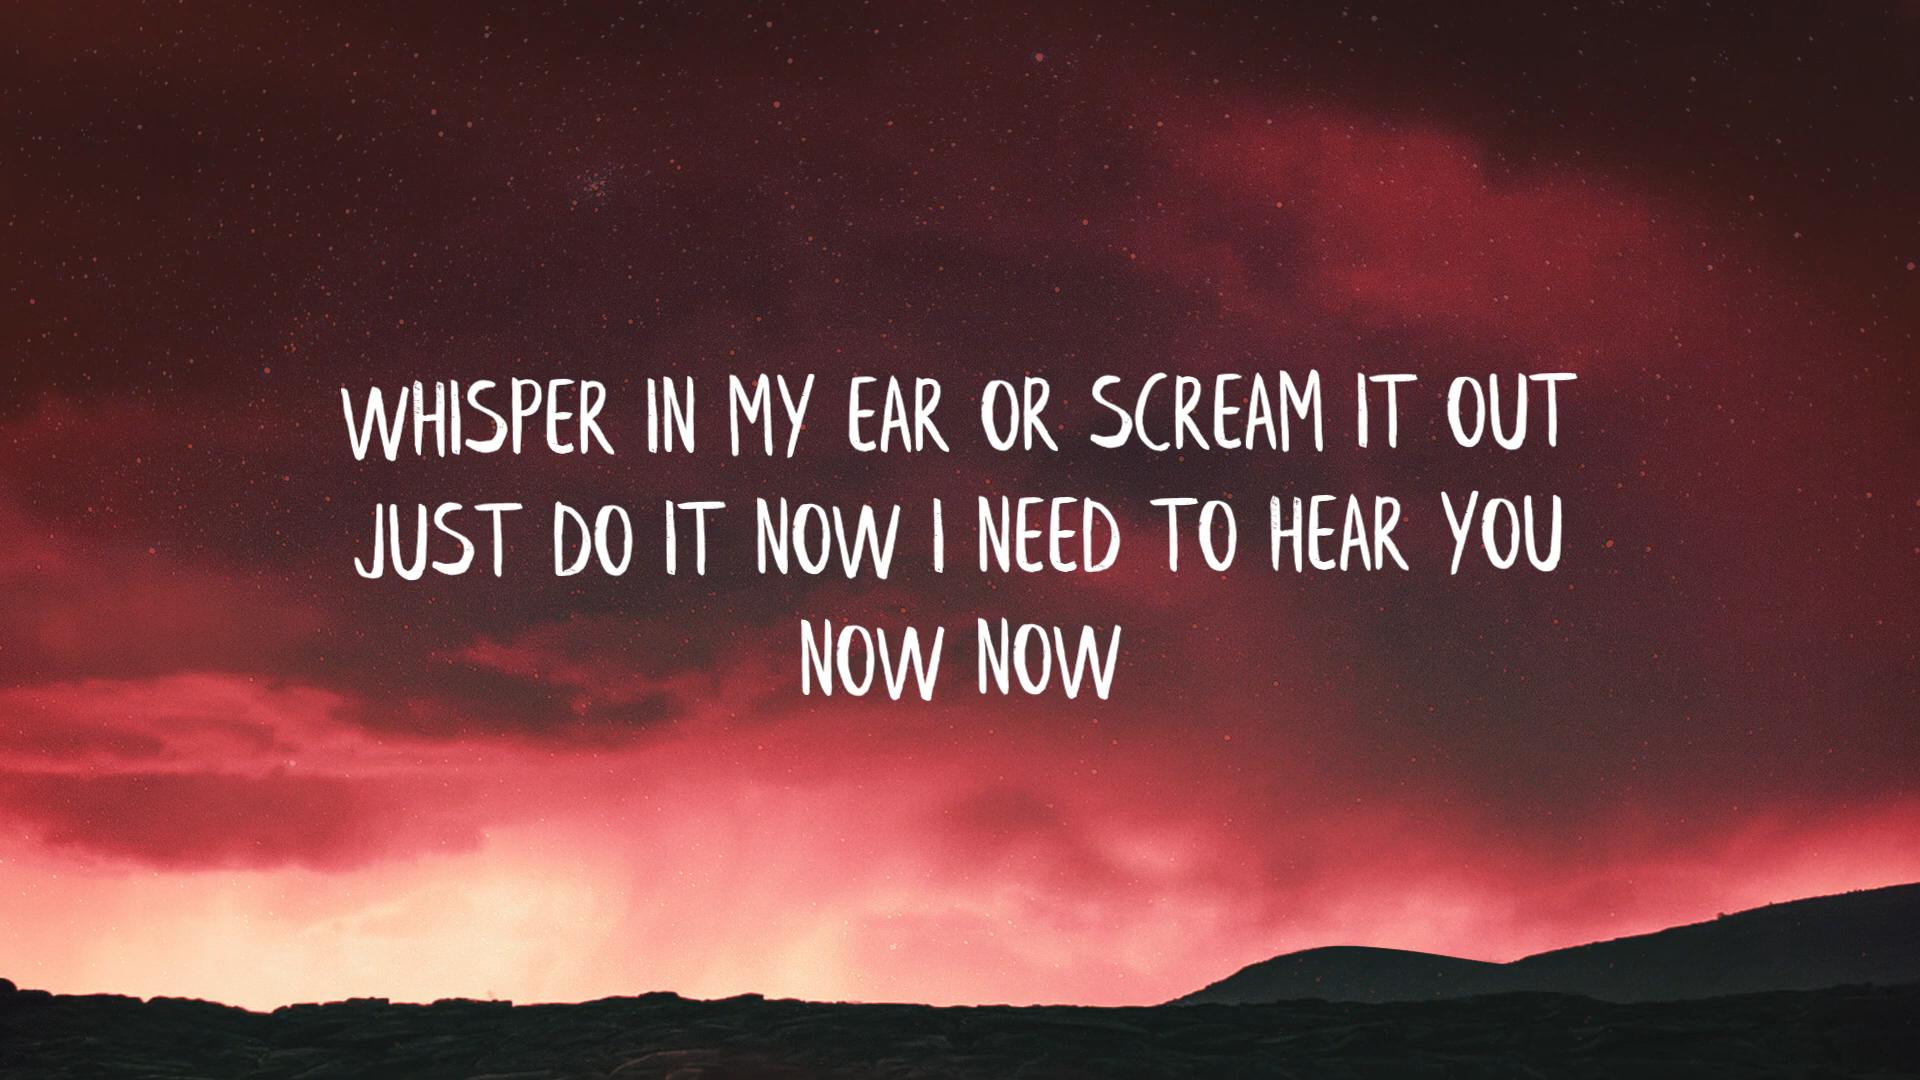 WHISPER IN MY EAR OR SCREAM IT OUT
JUST DO IT NOW I NEED TO HEAR YOU
NOW NOW